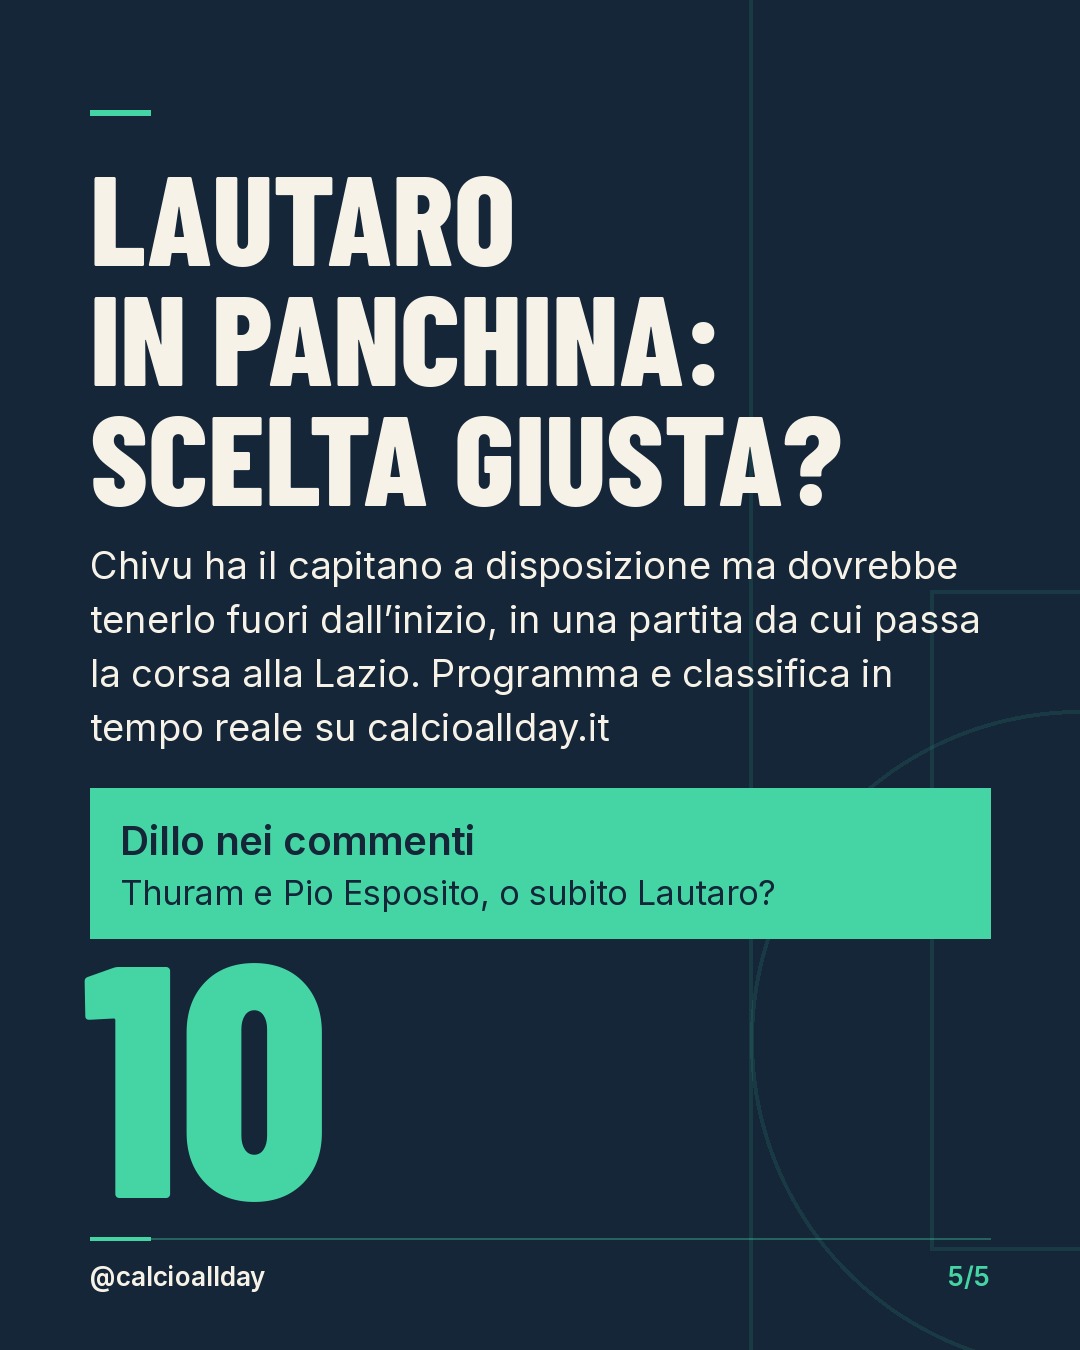 LAUTARO
IN PANCHINA:
SCELTA GIUSTA?
Chivu ha il capitano a disposizione ma dovrebbe
tenerlo fuori dall’inizio, in una partita da cui passa
la corsa alla Lazio. Programma e classifica in
tempo reale su calcioallday.it
Dillo nei commenti
Thuram e Pio Esposito, o subito Lautaro?
10
@calcioallday
5/5